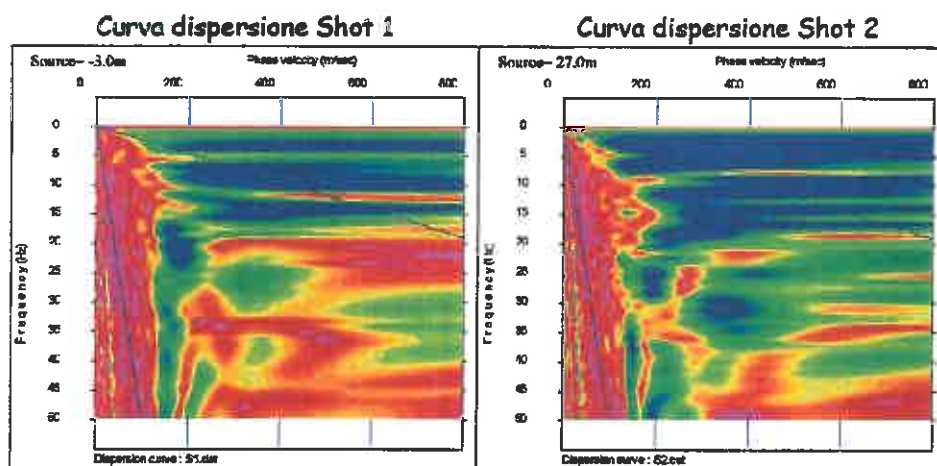 Curva dispersione Shot 1
Source= -3.0m
Phase velocity (m/sec)
0 200 400 600 800
0
5
10
15
20
25
30
35
40
45
50
Frequency (Hz)
Dispersion curve : S1.dat
Curva dispersione Shot 2
Source= 27.0m
Phase velocity (m/sec)
0 200 400 600 800
0
5
10
15
20
25
30
35
40
45
50
Frequency (Hz)
Dispersion curve : S2.dat